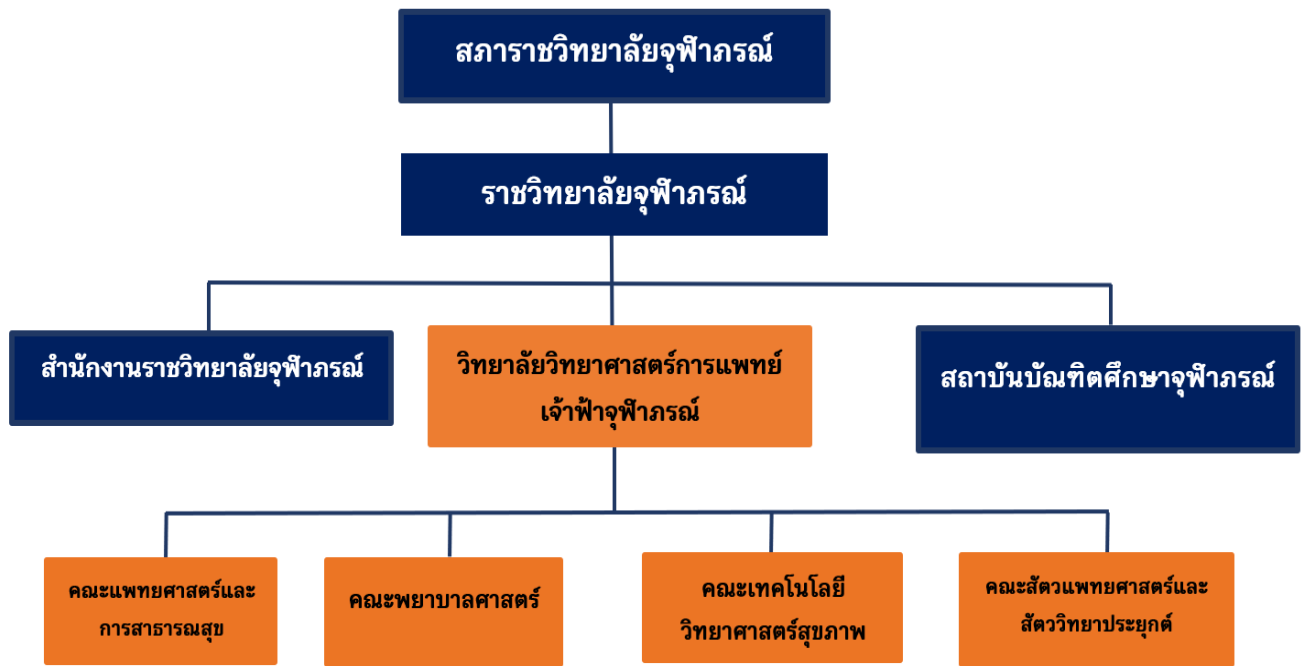 สภาราชวิทยาลัยจุฬาภรณ์
ราชวิทยาลัยจุฬาภรณ์
สำนักงานราชวิทยาลัยจุฬาภรณ์
วิทยาลัยวิทยาศาสตร์การแพทย์
เจ้าฟ้าจุฬาภรณ์
สถาบันบัณฑิตศึกษาจุฬาภรณ์
คณะแพทยศาสตร์และ
การสาธารณสุข
คณะพยาบาลศาสตร์
คณะเทคโนโลยี
วิทยาศาสตร์สุขภาพ
คณะสัตวแพทยศาสตร์และ
สัตววิทยาประยุกต์